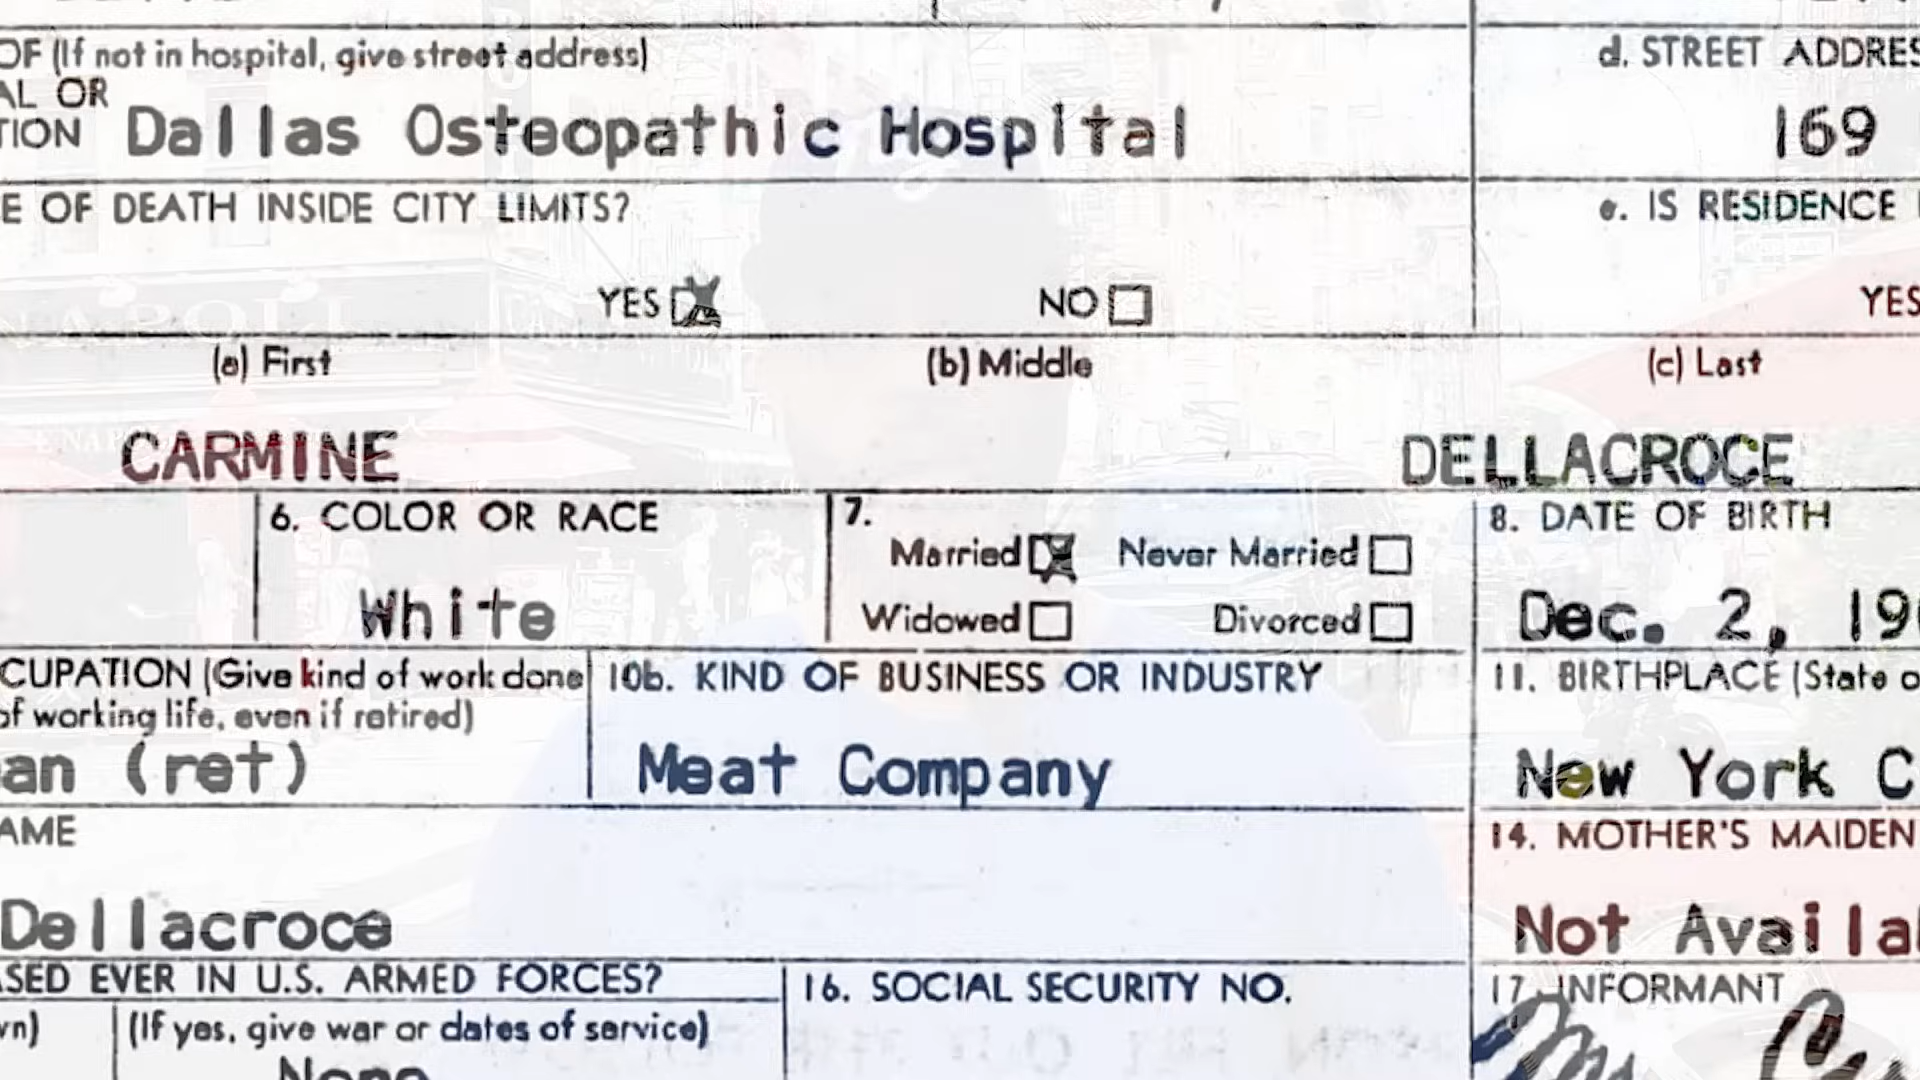 OF (If not in hospital, give street address)
d. STREET ADDRES
AL OR
TION Dallas Osteopathic Hospital
169
E OF DEATH INSIDE CITY LIMITS?
e. IS RESIDENCE
YES NO
YES
(a) First (b) Middle (c) Last
CARMINE DELLACROCE
6. COLOR OR RACE
White
7.
Married Never Married
Widowed Divorced
8. DATE OF BIRTH
Dec. 2, 19
CUPATION (Give kind of work done
of working life, even if retired)
an (ret)
10b. KIND OF BUSINESS OR INDUSTRY
Meat Company
11. BIRTHPLACE (State o
New York C
AME
Dellacroce
14. MOTHER'S MAIDEN
Not Availa
SED EVER IN U.S. ARMED FORCES?
wn) (If yes, give war or dates of service)
None
16. SOCIAL SECURITY NO.
17. INFORMANT